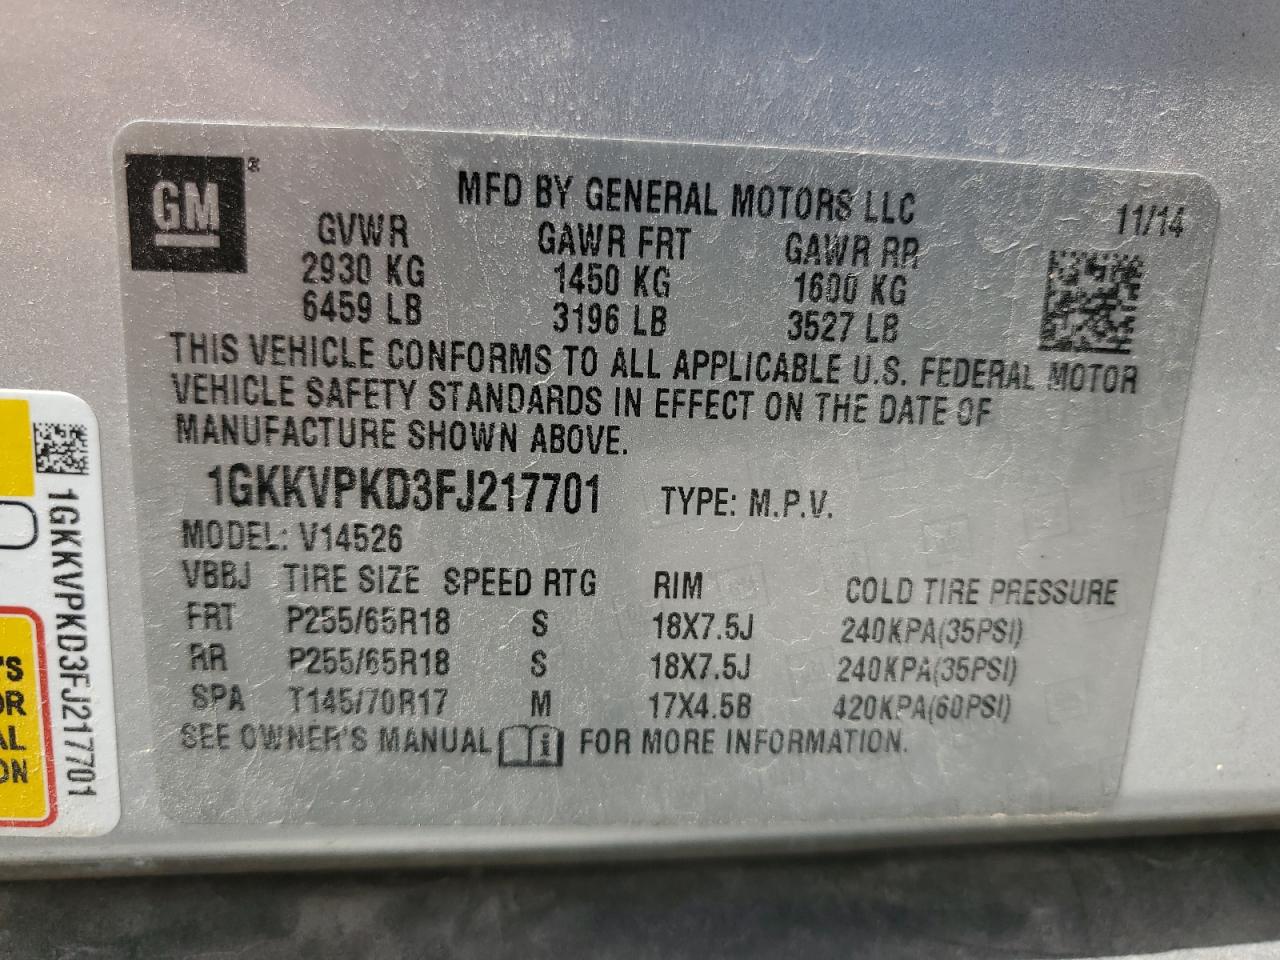 GM ®
MFD BY GENERAL MOTORS LLC 11/14
GVWR GAWR FRT GAWR RR
2930 KG 1450 KG 1600 KG
6459 LB 3196 LB 3527 LB
THIS VEHICLE CONFORMS TO ALL APPLICABLE U.S. FEDERAL MOTOR
VEHICLE SAFETY STANDARDS IN EFFECT ON THE DATE OF
MANUFACTURE SHOWN ABOVE.
1GKKVPKD3FJ217701 TYPE: M.P.V.
MODEL: V14526
VBBJ TIRE SIZE SPEED RTG RIM COLD TIRE PRESSURE
FRT P255/65R18 S 18X7.5J 240KPA(35PSI)
RR P255/65R18 S 18X7.5J 240KPA(35PSI)
SPA T145/70R17 M 17X4.5B 420KPA(60PSI)
SEE OWNER'S MANUAL i FOR MORE INFORMATION.
1GKKVPKD3FJ217701
'S
OR
AL
ON